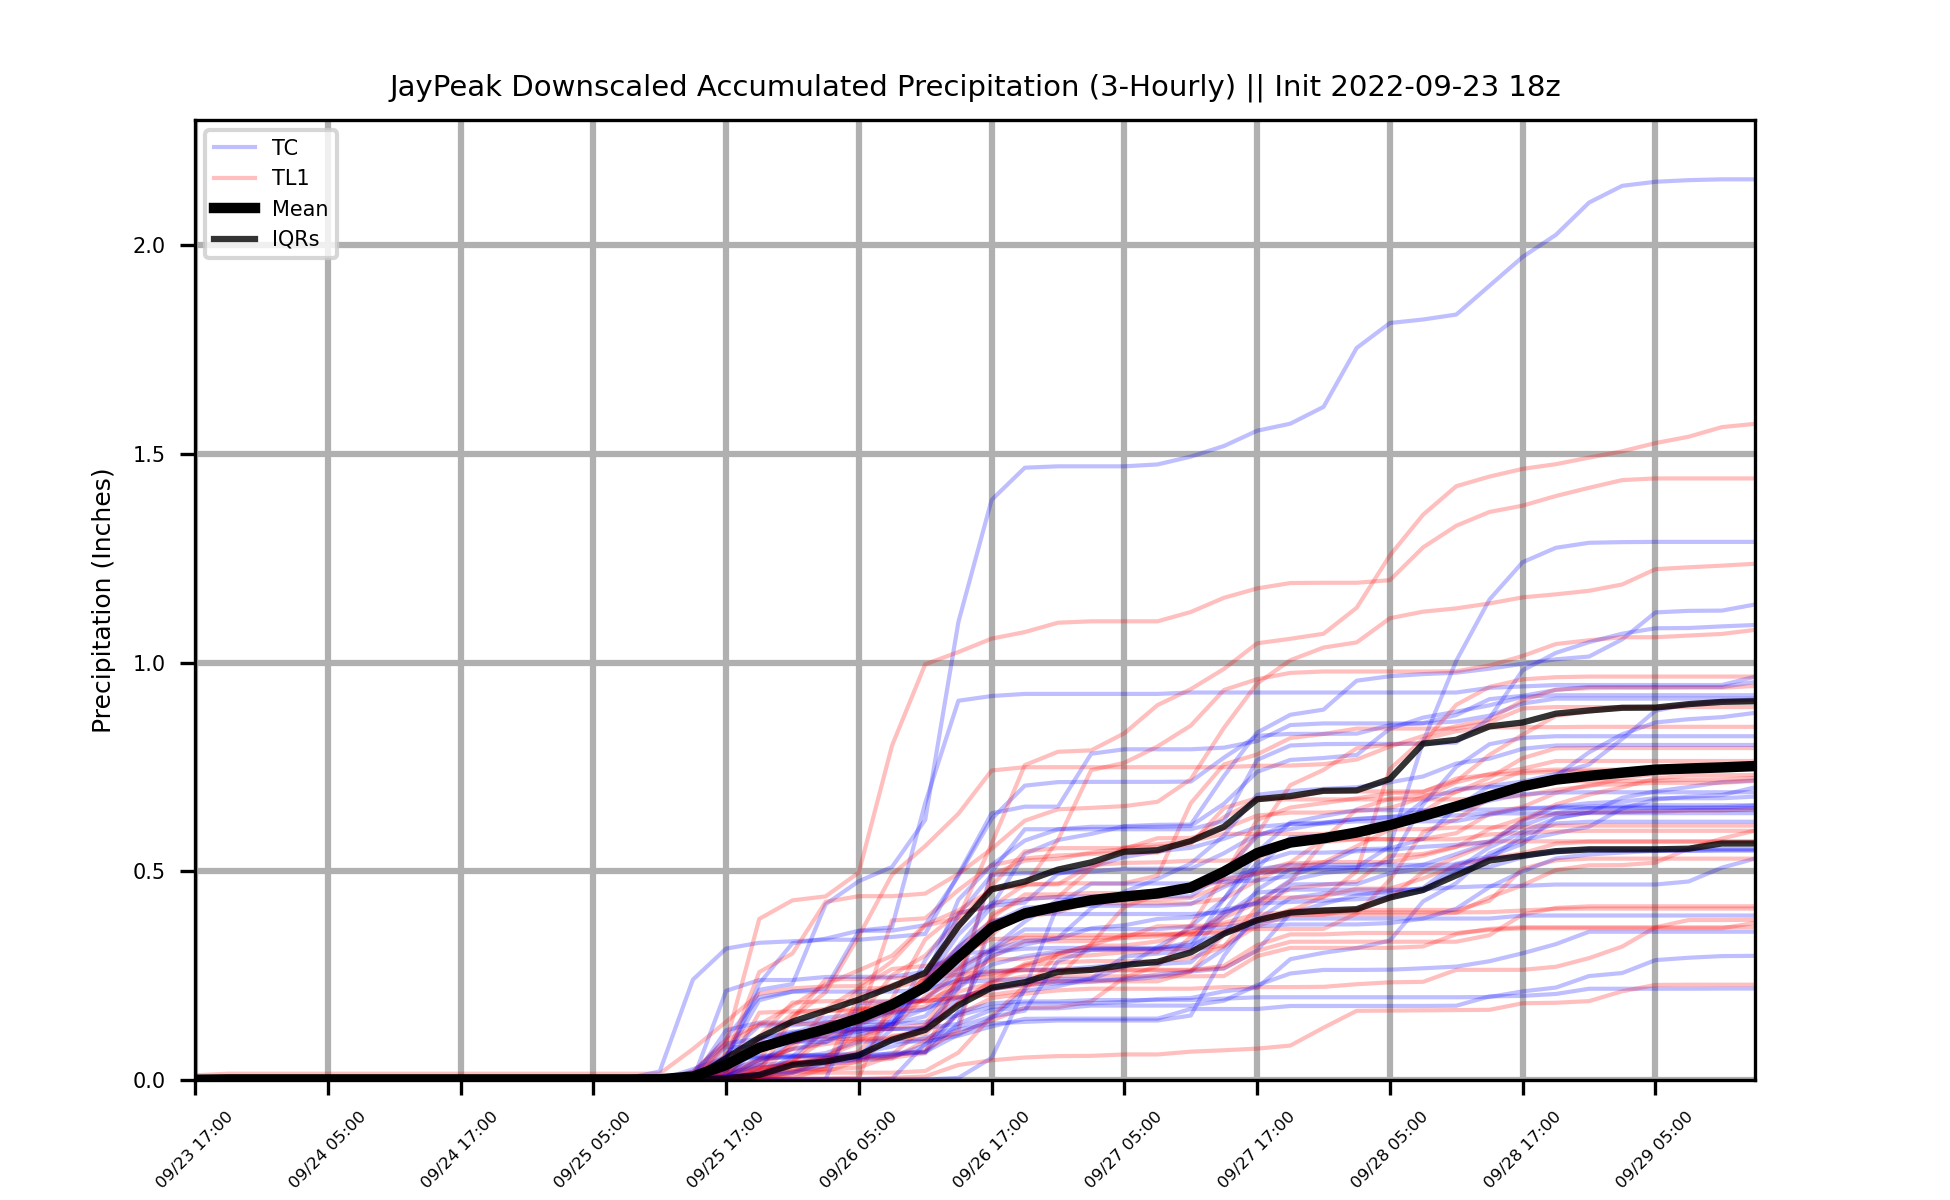 JayPeak Downscaled Accumulated Precipitation (3-Hourly) || Init 2022-09-23 18z
TC
TL1
Mean
IQRs
Precipitation (Inches)
2.0
1.5
1.0
0.5
0.0
09/23 17:00
09/24 05:00
09/24 17:00
09/25 05:00
09/25 17:00
09/26 05:00
09/26 17:00
09/27 05:00
09/27 17:00
09/28 05:00
09/28 17:00
09/29 05:00